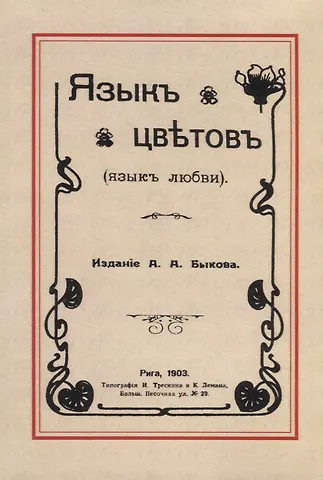 Языкъ
цвѣтовъ
(языкъ любви).
Изданіе А. А. Быкова.
Рига, 1903.
Типографія И. Трескина и К. Лемана,
Больш. Песочная ул. № 29.